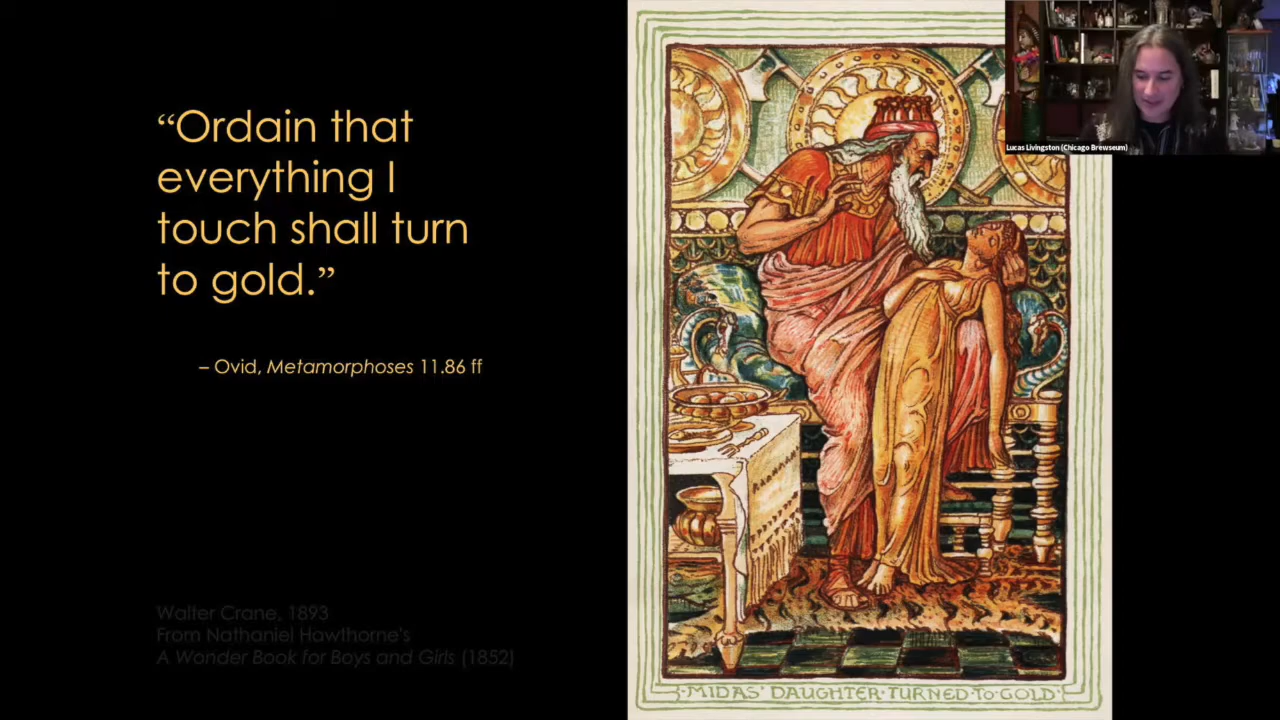 “Ordain that
everything I
touch shall turn
to gold.”
– Ovid, Metamorphoses 11.86 ff
Walter Crane, 1893
From Nathaniel Hawthorne's
A Wonder Book for Boys and Girls (1852)
Lucas Livingston (Chicago Brewseum)
·MIDAS' DAUGHTER·TURNED·TO·GOLD·